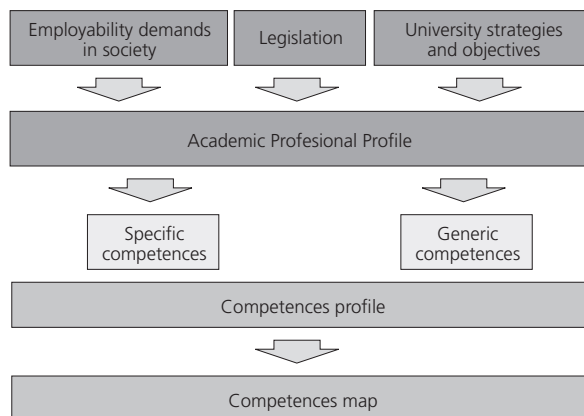 Employability demands
in society
Legislation
University strategies
and objectives
Academic Profesional Profile
Specific
competences
Generic
competences
Competences profile
Competences map